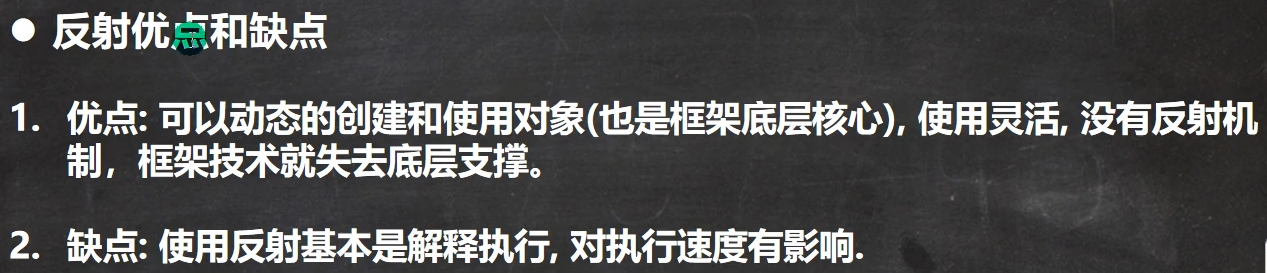 ● 反射优点和缺点
1. 优点: 可以动态的创建和使用对象(也是框架底层核心), 使用灵活, 没有反射机
制，框架技术就失去底层支撑。
2. 缺点: 使用反射基本是解释执行, 对执行速度有影响.